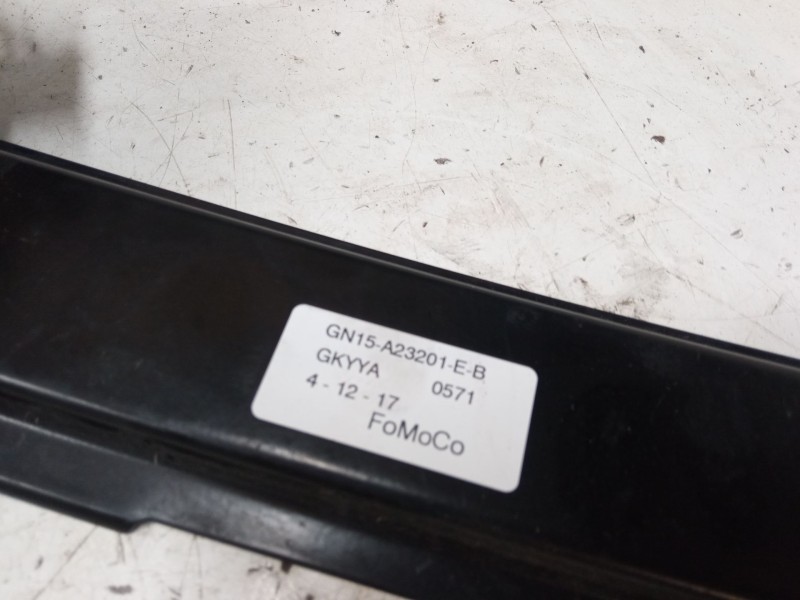 GN15-A23201-E-B
GKYYA 0571
4 - 12 - 17
FoMoCo